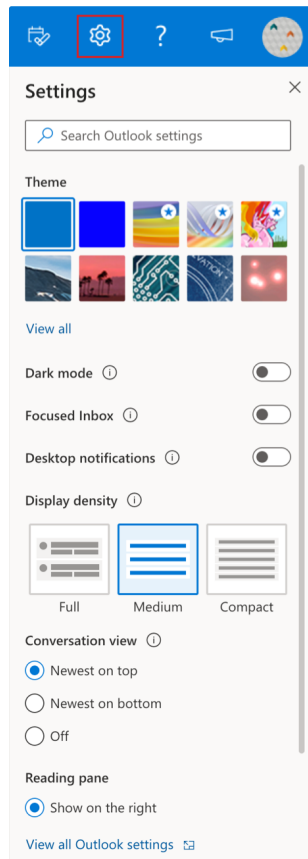 Settings
Search Outlook settings
Theme
View all
Dark mode
Focused Inbox
Desktop notifications
Display density
Full Medium Compact
Conversation view
Newest on top
Newest on bottom
Off
Reading pane
Show on the right
View all Outlook settings